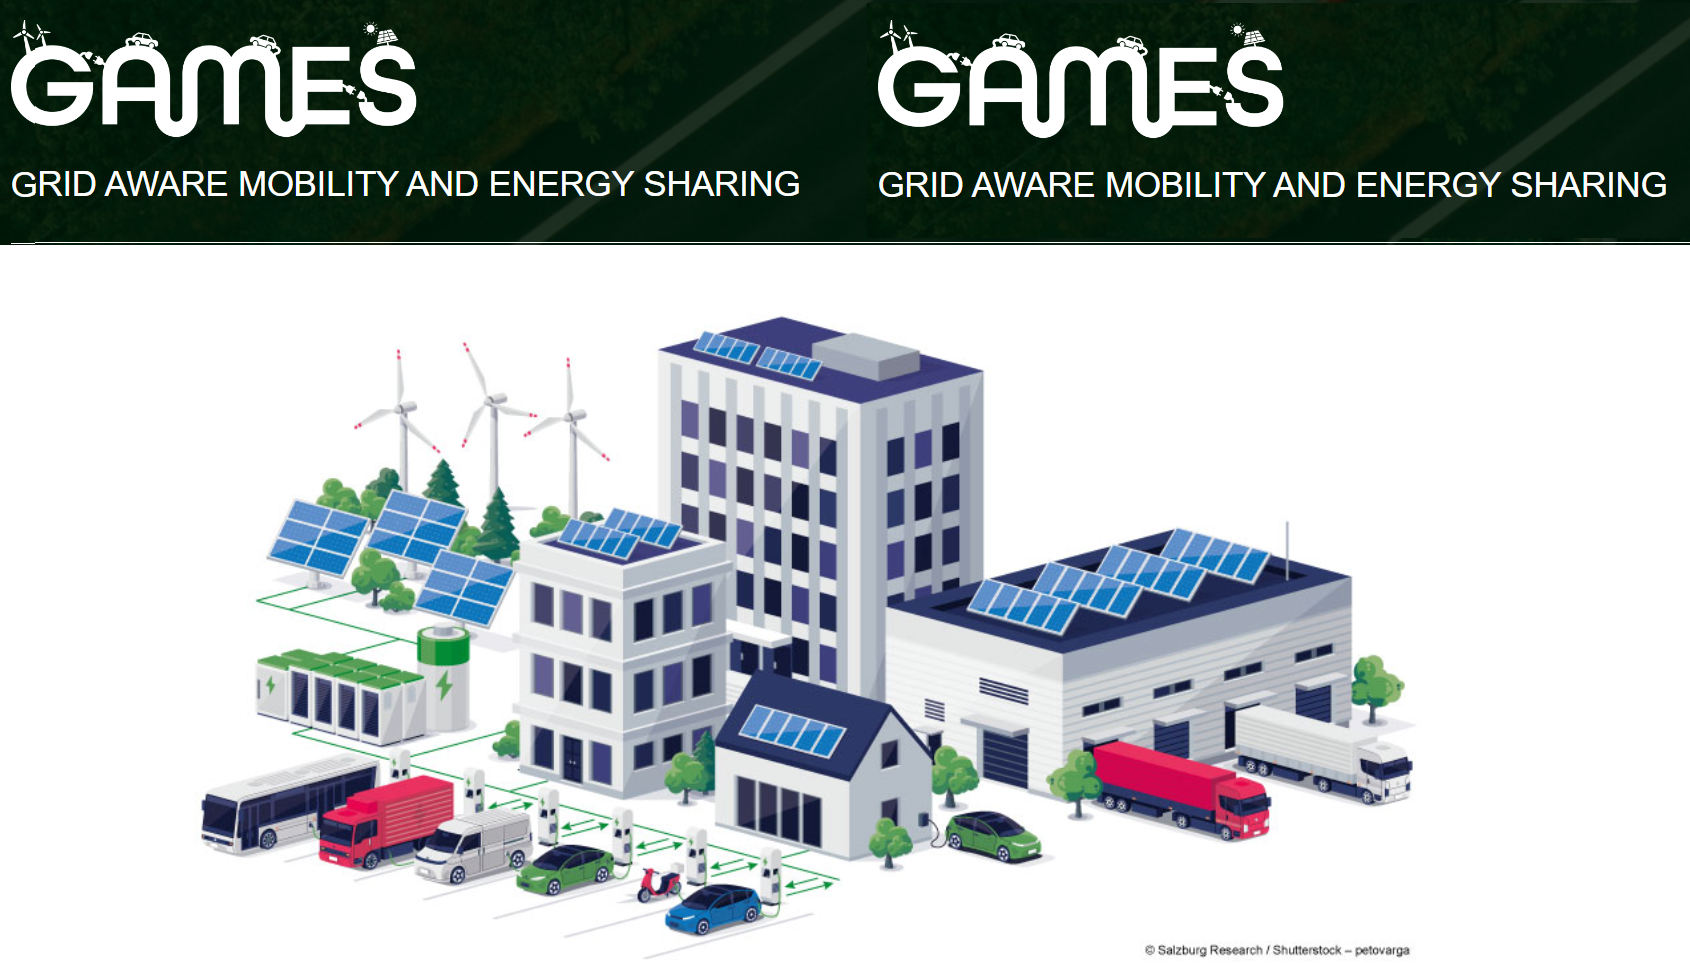 GAMES
GAMES
GRID AWARE MOBILITY AND ENERGY SHARING
GRID AWARE MOBILITY AND ENERGY SHARING
© Salzburg Research / Shutterstock – petovarga